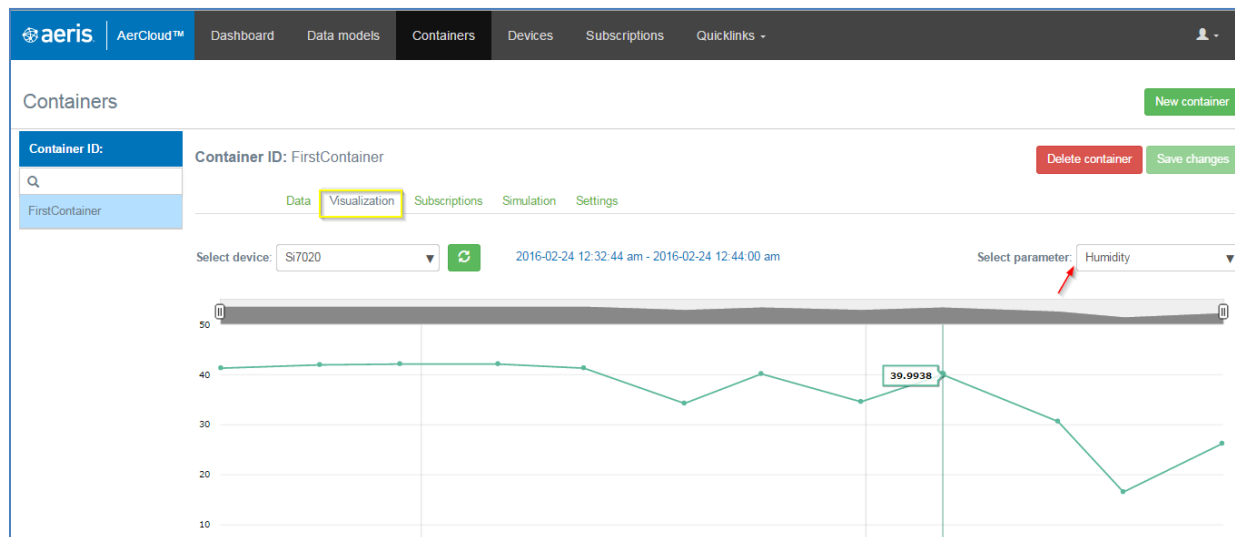 aeris AerCloud™ Dashboard Data models Containers Devices Subscriptions Quicklinks
Containers New container
Container ID:
Container ID: FirstContainer Delete container Save changes
FirstContainer
Data Visualization Subscriptions Simulation Settings
Select device: Si7020 2016-02-24 12:32:44 am - 2016-02-24 12:44:00 am Select parameter: Humidity
50
40
39.9938
30
20
10